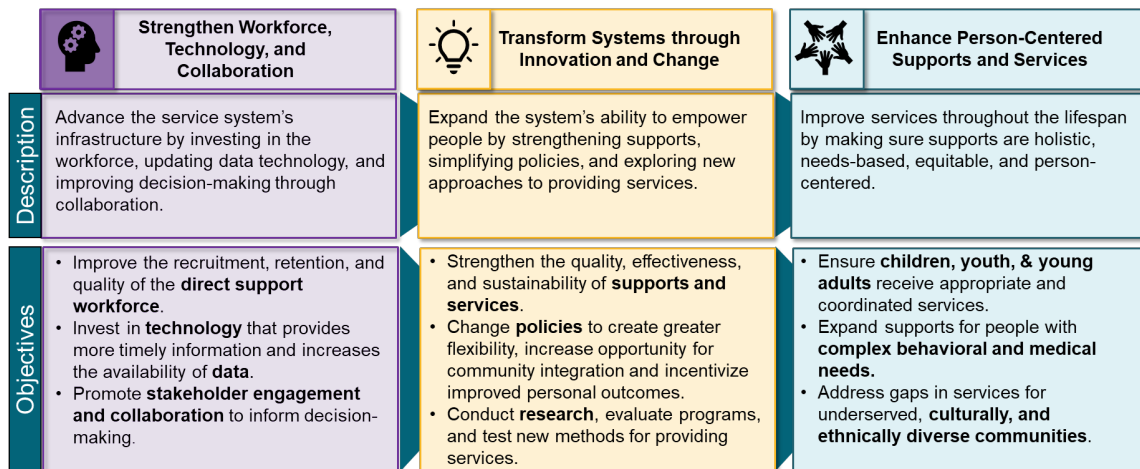 Strengthen Workforce,
Technology, and
Collaboration
Transform Systems through
Innovation and Change
Enhance Person-Centered
Supports and Services
Description
Advance the service system's
infrastructure by investing in the
workforce, updating data technology, and
improving decision-making through
collaboration.
Expand the system's ability to empower
people by strengthening supports,
simplifying policies, and exploring new
approaches to providing services.
Improve services throughout the lifespan
by making sure supports are holistic,
needs-based, equitable, and person-
centered.
Objectives
• Improve the recruitment, retention, and
quality of the direct support
workforce.
• Invest in technology that provides
more timely information and increases
the availability of data.
• Promote stakeholder engagement
and collaboration to inform decision-
making.
• Strengthen the quality, effectiveness,
and sustainability of supports and
services.
• Change policies to create greater
flexibility, increase opportunity for
community integration and incentivize
improved personal outcomes.
• Conduct research, evaluate programs,
and test new methods for providing
services.
• Ensure children, youth, & young
adults receive appropriate and
coordinated services.
• Expand supports for people with
complex behavioral and medical
needs.
• Address gaps in services for
underserved, culturally, and
ethnically diverse communities.